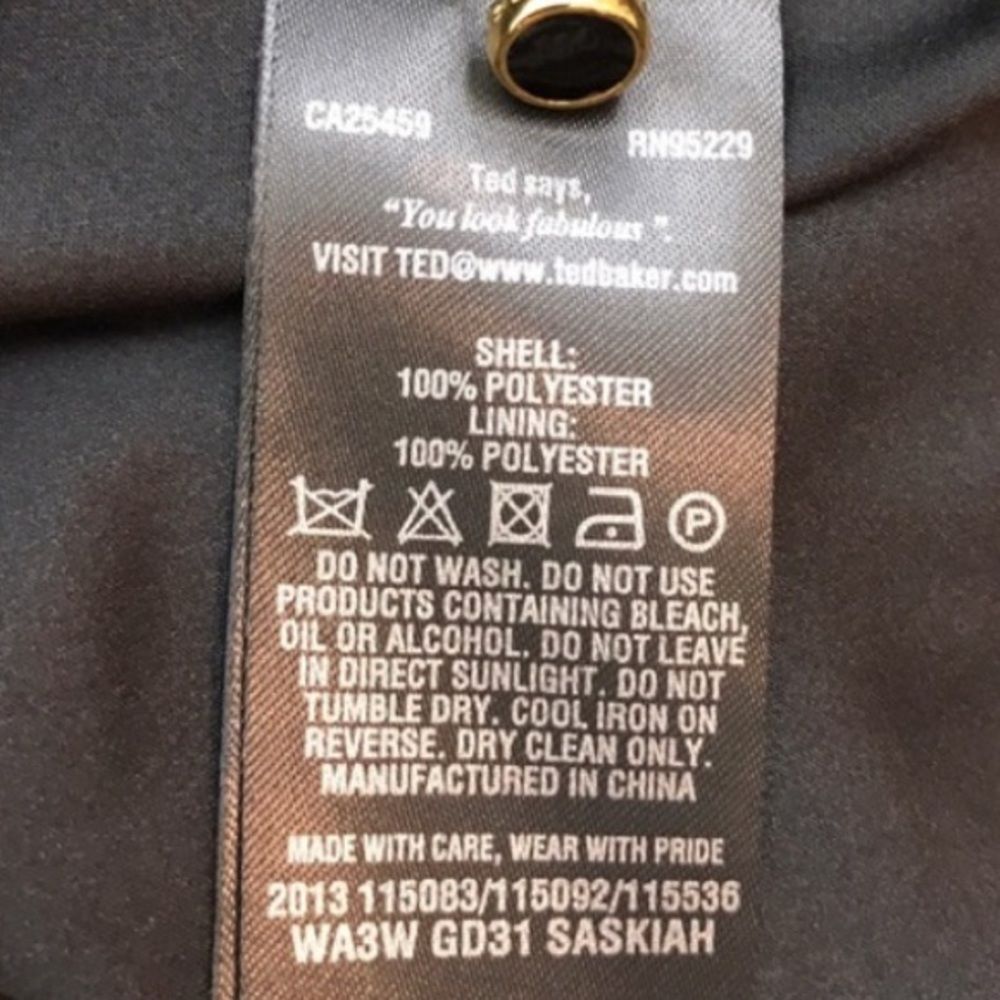 CA25459
RN95229
Ted says,
“You look fabulous”.
VISIT TED@www.tedbaker.com
SHELL:
100% POLYESTER
LINING:
100% POLYESTER
P
DO NOT WASH. DO NOT USE
PRODUCTS CONTAINING BLEACH,
OIL OR ALCOHOL. DO NOT LEAVE
IN DIRECT SUNLIGHT. DO NOT
TUMBLE DRY. COOL IRON ON
REVERSE. DRY CLEAN ONLY.
MANUFACTURED IN CHINA
MADE WITH CARE, WEAR WITH PRIDE
2013 115083/115092/115536
WA3W GD31 SASKIAH